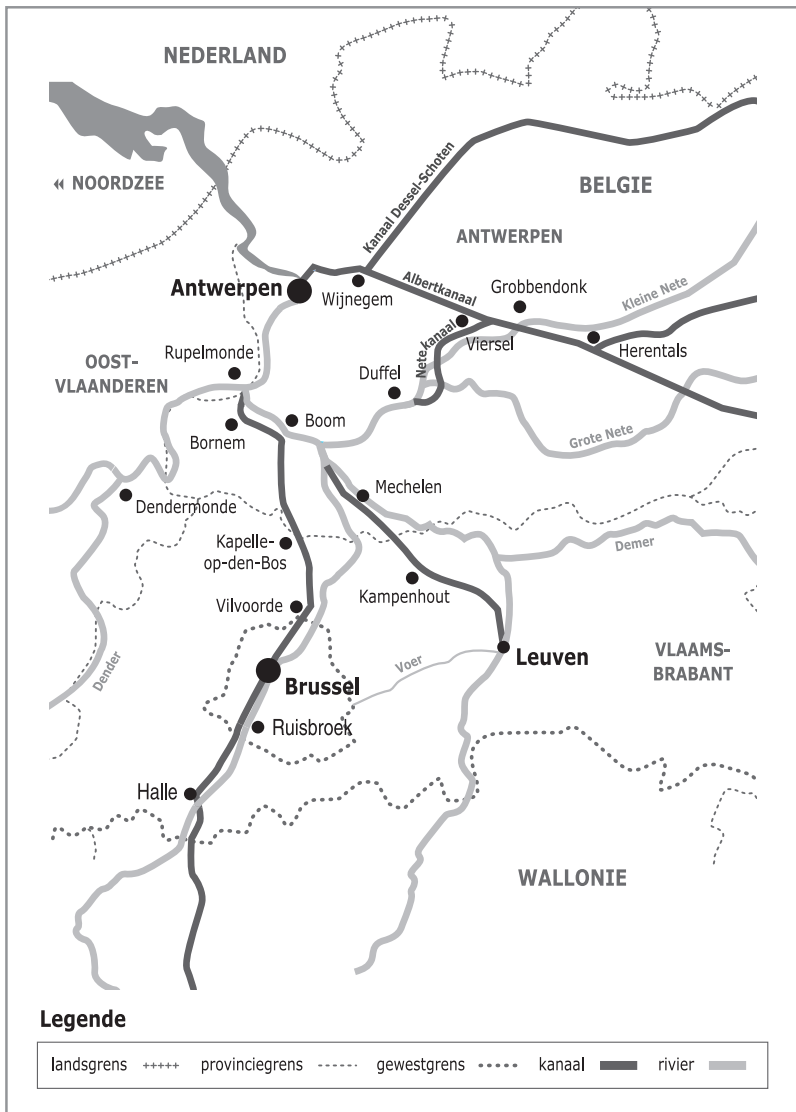 NEDERLAND
Kanaal Dessel-Schoten
NOORDZEE
BELGIE
ANTWERPEN
Antwerpen
Wijnegem
Albertkanaal
Grobbendonk
Kleine Nete
Netekanaal
Viersel
Herentals
OOST-
VLAANDEREN
Rupelmonde
Duffel
Boom
Bornem
Grote Nete
Mechelen
Dendermonde
Kapelle-
op-den-Bos
Demer
Kampenhout
Vilvoorde
Leuven
VLAAMS-
BRABANT
Voer
Dender
Brussel
Ruisbroek
Halle
WALLONIE
Legende
landsgrens provinciegrens gewestgrens kanaal rivier